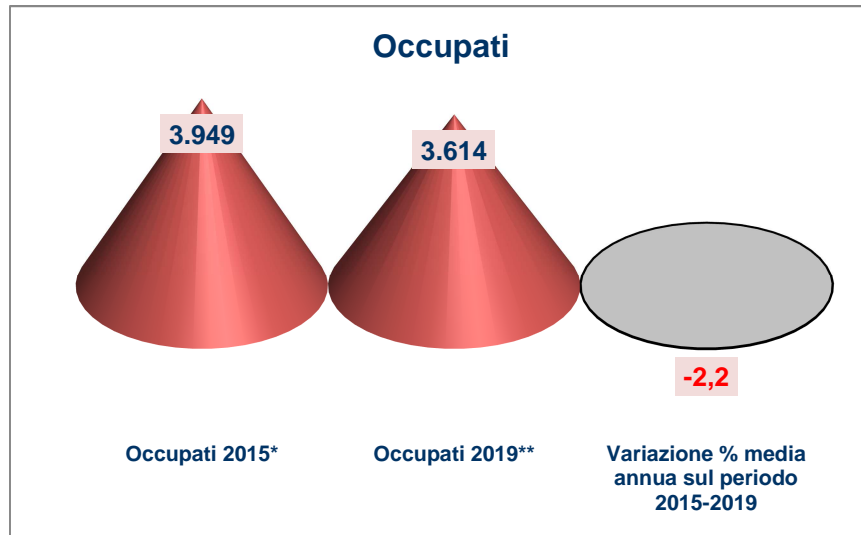 Occupati
3.949
3.614
-2,2
Occupati 2015*
Occupati 2019**
Variazione % media
annua sul periodo
2015-2019